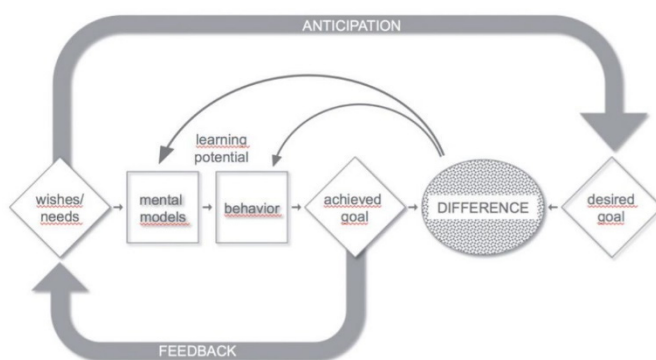 ANTICIPATION
learning
potential
wishes/
needs
mental
models
behavior
achieved
goal
DIFFERENCE
desired
goal
FEEDBACK